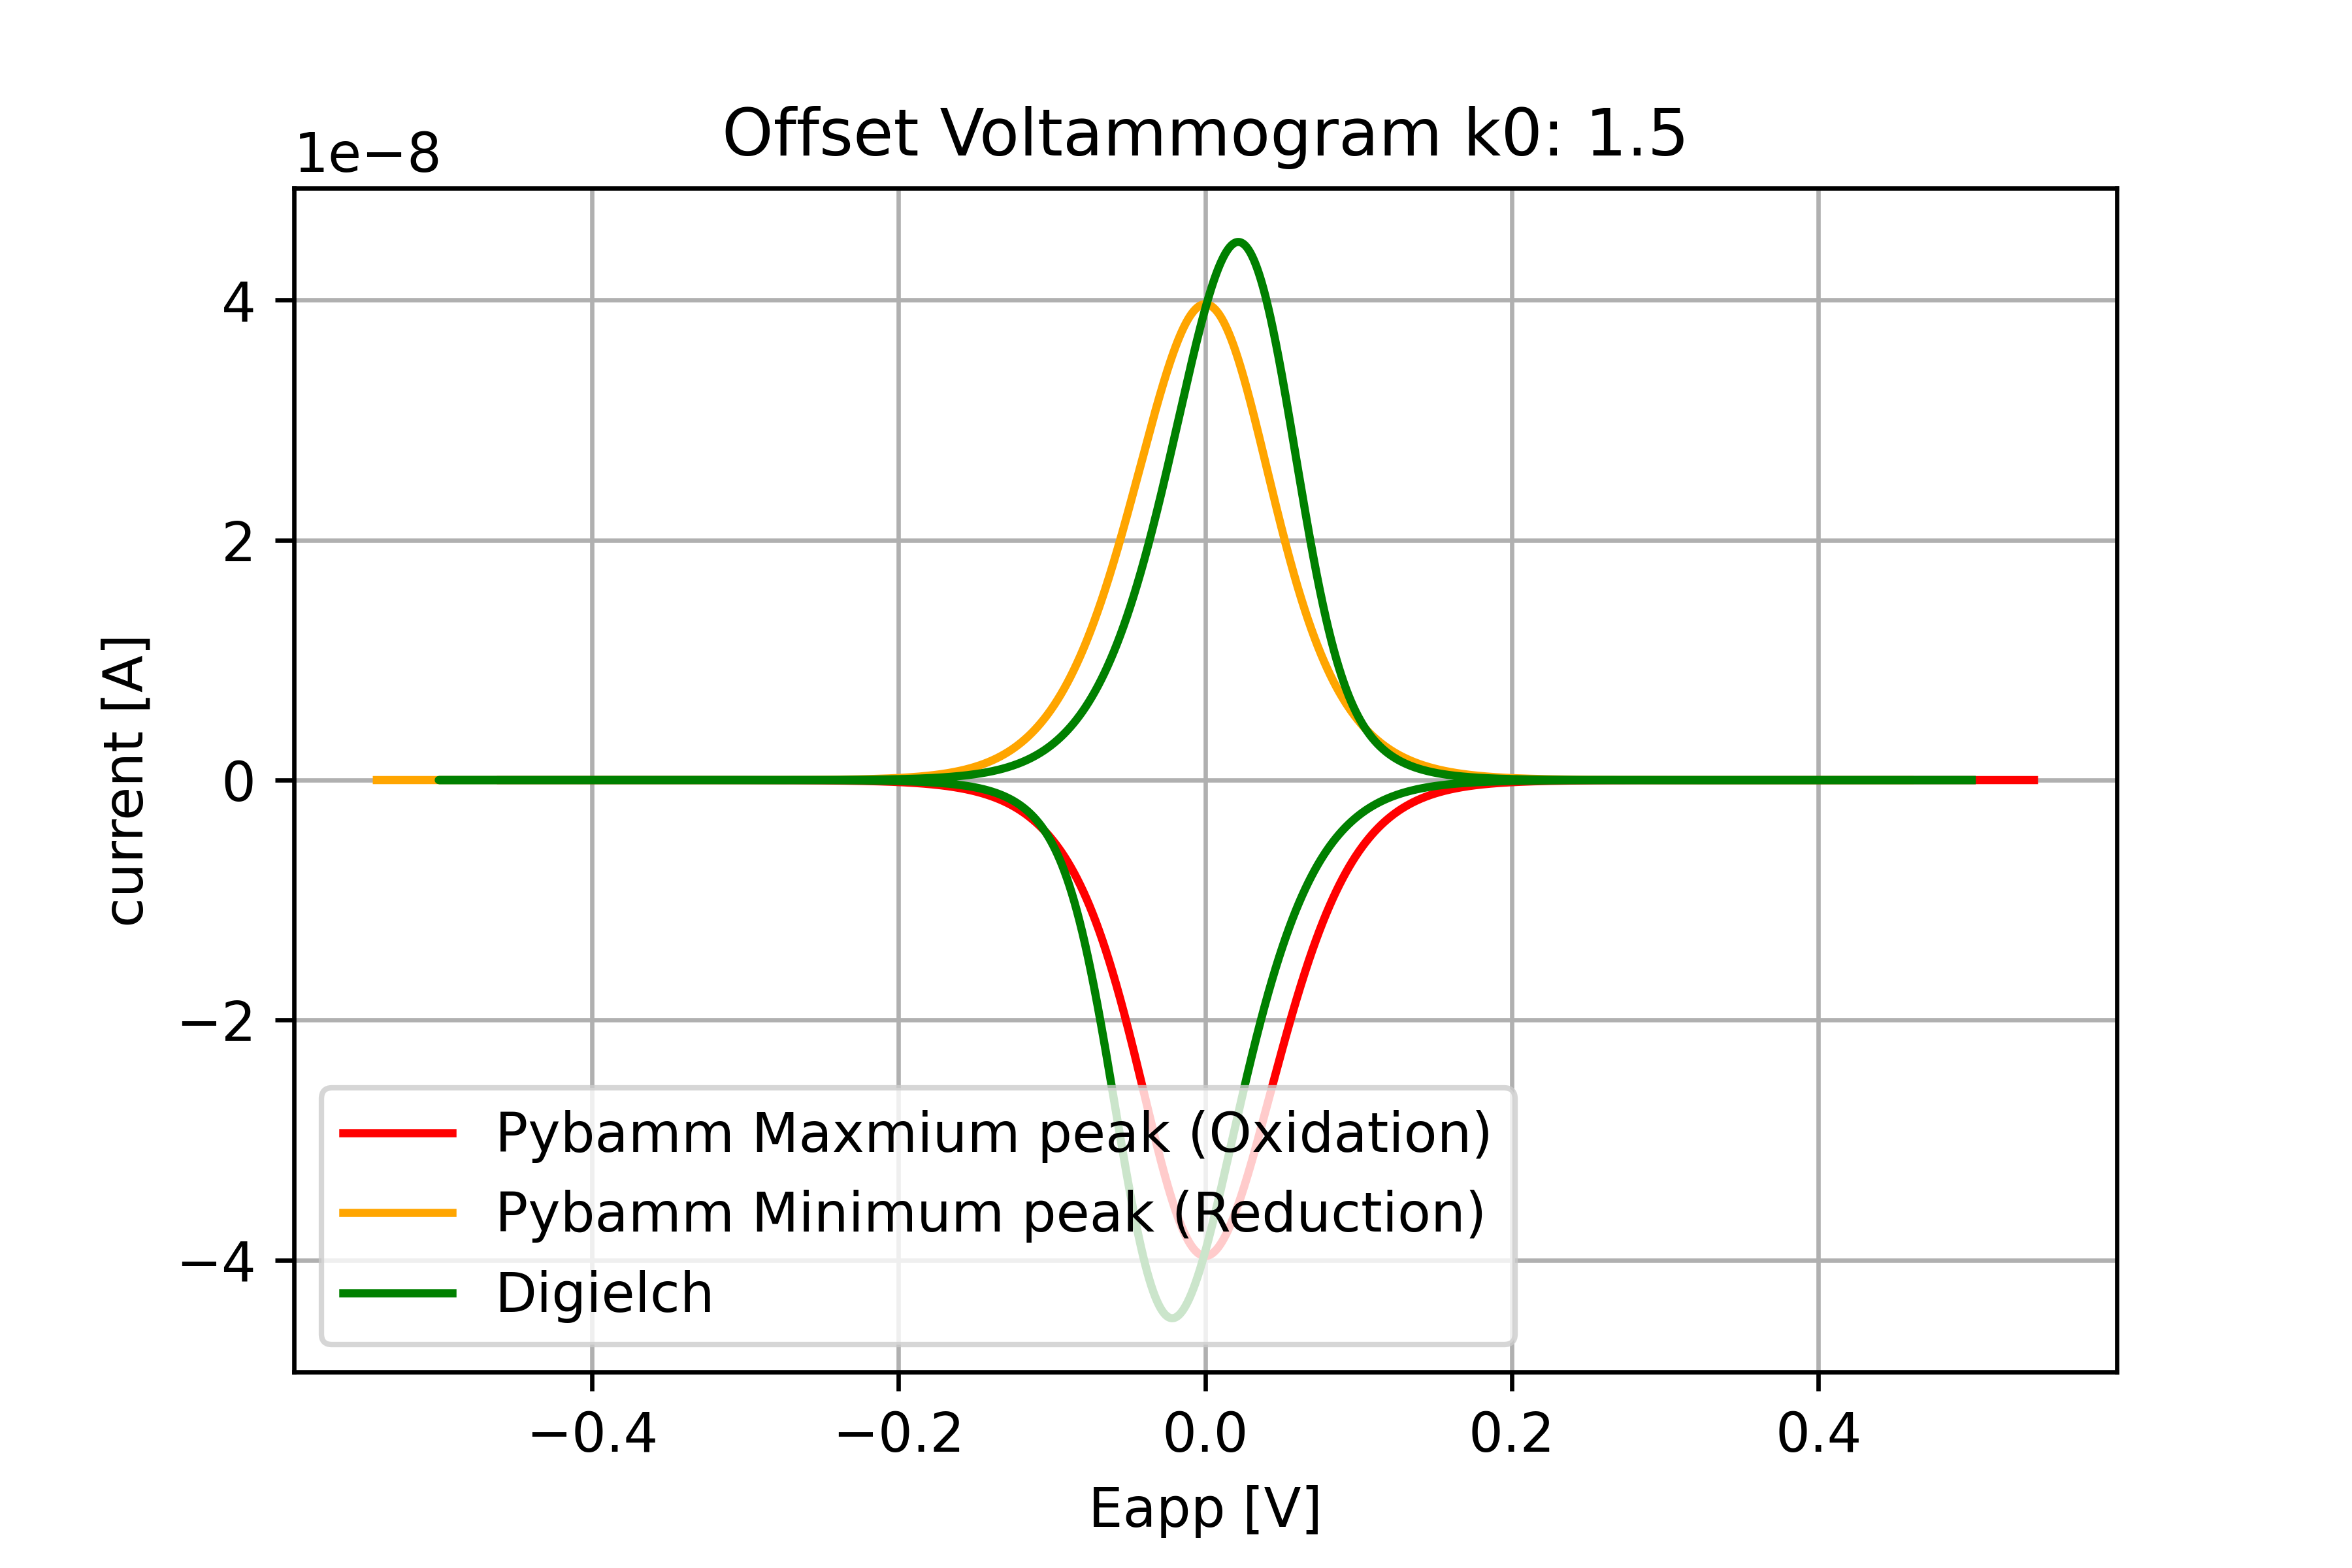 Offset Voltammogram k0: 1.5
1e−8
4
2
0
−2
−4
current [A]
Pybamm Maxmium peak (Oxidation)
Pybamm Minimum peak (Reduction)
Digielch
−0.4
−0.2
0.0
0.2
0.4
Eapp [V]